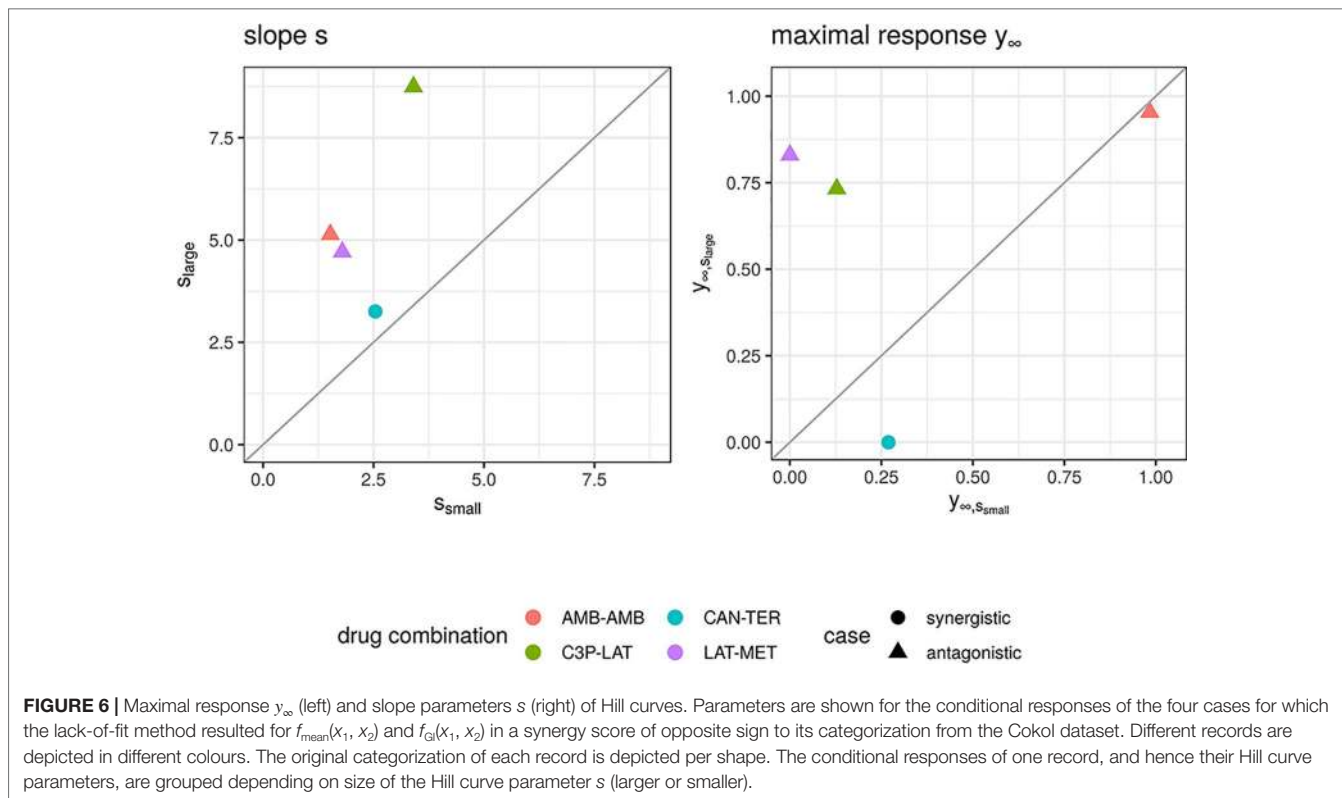 slope s
maximal response y∞
7.5
5.0
2.5
0.0
s_large
0.0 2.5 5.0 7.5
s_small
1.00
0.75
0.50
0.25
0.00
y∞,s_large
0.00 0.25 0.50 0.75 1.00
y∞,s_small
drug combination
AMB-AMB
C3P-LAT
CAN-TER
LAT-MET
case
synergistic
antagonistic
FIGURE 6 | Maximal response y∞ (left) and slope parameters s (right) of Hill curves. Parameters are shown for the conditional responses of the four cases for which
the lack-of-fit method resulted for f_mean(x₁, x₂) and f_GI(x₁, x₂) in a synergy score of opposite sign to its categorization from the Cokol dataset. Different records are
depicted in different colours. The original categorization of each record is depicted per shape. The conditional responses of one record, and hence their Hill curve
parameters, are grouped depending on size of the Hill curve parameter s (larger or smaller).